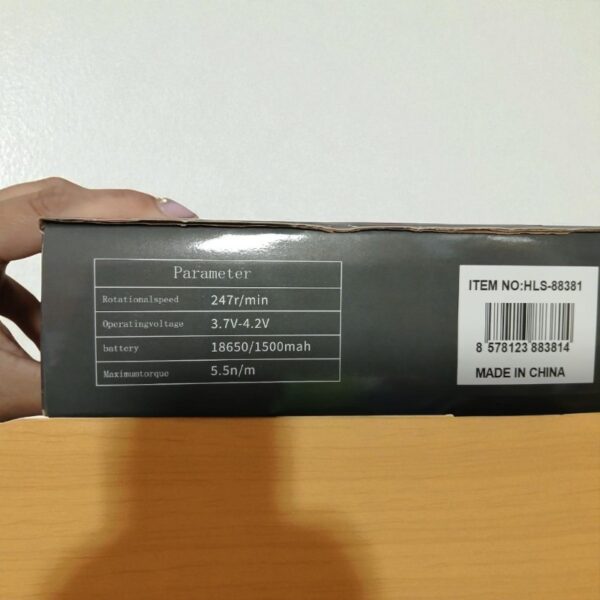 Parameter
Rotationalspeed 247r/min
Operatingvoltage 3.7V-4.2V
battery 18650/1500mah
Maximumtorque 5.5n/m
ITEM NO:HLS-88381
8 578123 883814
MADE IN CHINA